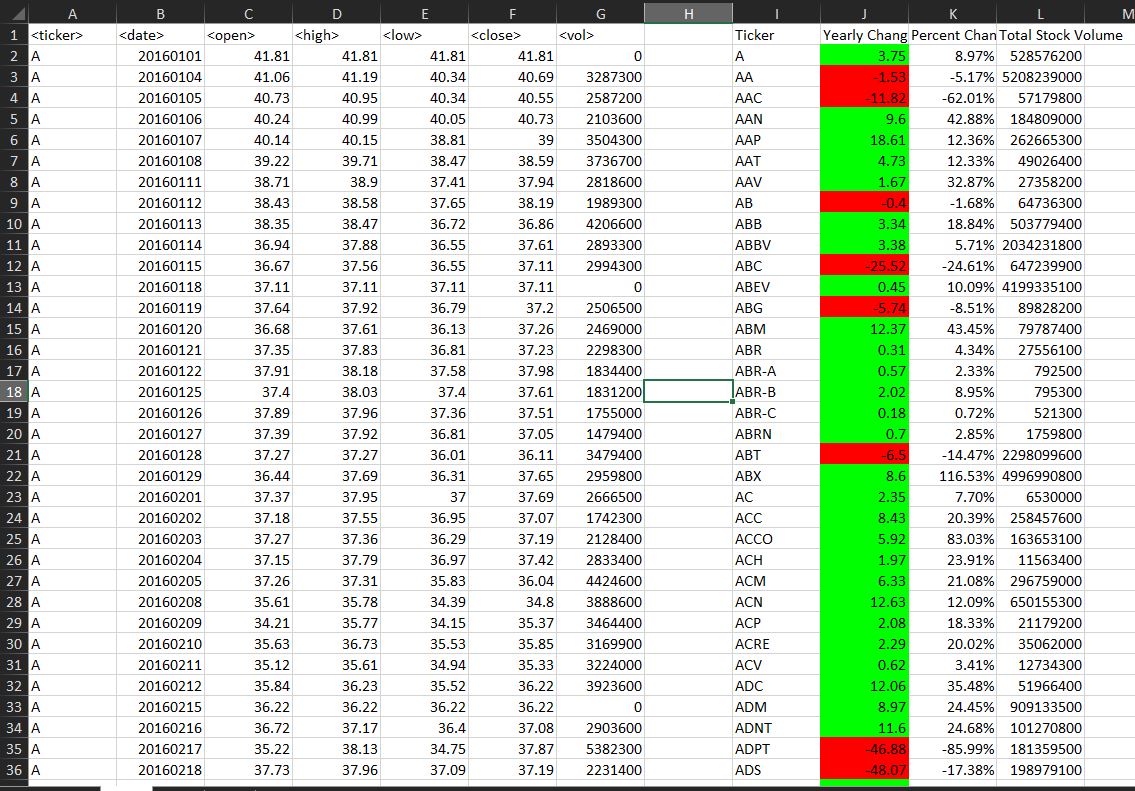 A B C D E F G H I J K L M
1 <ticker> <date> <open> <high> <low> <close> <vol> Ticker Yearly Chang Percent Chan Total Stock Volume
2 A 20160101 41.81 41.81 41.81 41.81 0 A 3.75 8.97% 528576200
3 A 20160104 41.06 41.19 40.34 40.69 3287300 AA -1.53 -5.17% 5208239000
4 A 20160105 40.73 40.95 40.34 40.55 2587200 AAC -11.82 -62.01% 57179800
5 A 20160106 40.24 40.99 40.05 40.73 2103600 AAN 9.6 42.88% 184809000
6 A 20160107 40.14 40.15 38.81 39 3504300 AAP 18.61 12.36% 262665300
7 A 20160108 39.22 39.71 38.47 38.59 3736700 AAT 4.73 12.33% 49026400
8 A 20160111 38.71 38.9 37.41 37.94 2818600 AAV 1.67 32.87% 27358200
9 A 20160112 38.43 38.58 37.65 38.19 1989300 AB -0.4 -1.68% 64736300
10 A 20160113 38.35 38.47 36.72 36.86 4206600 ABB 3.34 18.84% 503779400
11 A 20160114 36.94 37.88 36.55 37.61 2893300 ABBV 3.38 5.71% 2034231800
12 A 20160115 36.67 37.56 36.55 37.11 2994300 ABC -25.52 -24.61% 647239900
13 A 20160118 37.11 37.11 37.11 37.11 0 ABEV 0.45 10.09% 4199335100
14 A 20160119 37.64 37.92 36.79 37.2 2506500 ABG -5.74 -8.51% 89828200
15 A 20160120 36.68 37.61 36.13 37.26 2469000 ABM 12.37 43.45% 79787400
16 A 20160121 37.35 37.83 36.81 37.23 2298300 ABR 0.31 4.34% 27556100
17 A 20160122 37.91 38.18 37.58 37.98 1834400 ABR-A 0.57 2.33% 792500
18 A 20160125 37.4 38.03 37.4 37.61 1831200 ABR-B 2.02 8.95% 795300
19 A 20160126 37.89 37.96 37.36 37.51 1755000 ABR-C 0.18 0.72% 521300
20 A 20160127 37.39 37.92 36.81 37.05 1479400 ABRN 0.7 2.85% 1759800
21 A 20160128 37.27 37.27 36.01 36.11 3479400 ABT -6.5 -14.47% 2298099600
22 A 20160129 36.44 37.69 36.31 37.65 2959800 ABX 8.6 116.53% 4996990800
23 A 20160201 37.37 37.95 37 37.69 2666500 AC 2.35 7.70% 6530000
24 A 20160202 37.18 37.55 36.95 37.07 1742300 ACC 8.43 20.39% 258457600
25 A 20160203 37.27 37.36 36.29 37.19 2128400 ACCO 5.92 83.03% 163653100
26 A 20160204 37.15 37.79 36.97 37.42 2833400 ACH 1.97 23.91% 11563400
27 A 20160205 37.26 37.31 35.83 36.04 4424600 ACM 6.33 21.08% 296759000
28 A 20160208 35.61 35.78 34.39 34.8 3888600 ACN 12.63 12.09% 650155300
29 A 20160209 34.21 35.77 34.15 35.37 3464400 ACP 2.08 18.33% 21179200
30 A 20160210 35.63 36.73 35.53 35.85 3169900 ACRE 2.29 20.02% 35062000
31 A 20160211 35.12 35.61 34.94 35.33 3224000 ACV 0.62 3.41% 12734300
32 A 20160212 35.84 36.23 35.52 36.22 3923600 ADC 12.06 35.48% 51966400
33 A 20160215 36.22 36.22 36.22 36.22 0 ADM 8.97 24.45% 909133500
34 A 20160216 36.72 37.17 36.4 37.08 2903600 ADNT 11.6 24.68% 101270800
35 A 20160217 35.22 38.13 34.75 37.87 5382300 ADPT -46.88 -85.99% 181359500
36 A 20160218 37.73 37.96 37.09 37.19 2231400 ADS -48.07 -17.38% 198979100